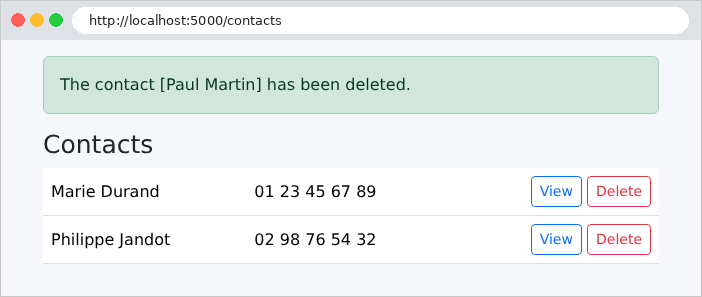 http://localhost:5000/contacts
The contact [Paul Martin] has been deleted.
Contacts
Marie Durand 01 23 45 67 89 View Delete
Philippe Jandot 02 98 76 54 32 View Delete